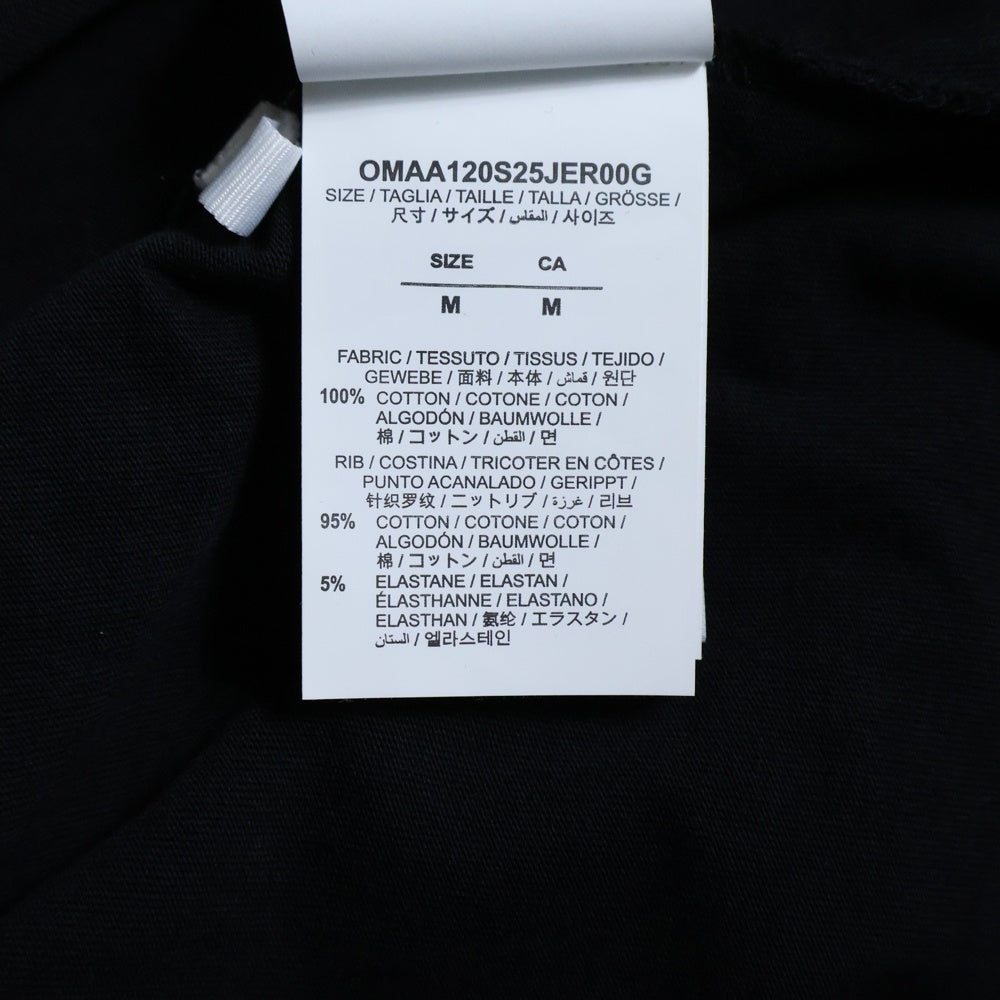 OMAA120S25JER00G
SIZE / TAGLIA / TAILLE / TALLA / GRÖSSE /
尺寸 / サイズ / المقاس / 사이즈
SIZE CA
M M
FABRIC / TESSUTO / TISSUS / TEJIDO /
GEWEBE / 面料 / 本体 / قماش / 원단
100% COTTON / COTONE / COTON /
ALGODÓN / BAUMWOLLE /
棉 / コットン / القطن / 면
RIB / COSTINA / TRICOTER EN CÔTES /
PUNTO ACANALADO / GERIPPT /
针织罗纹 / ニットリブ / غرزة / 리브
95% COTTON / COTONE / COTON /
ALGODÓN / BAUMWOLLE /
棉 / コットン / القطن / 면
5% ELASTANE / ELASTAN /
ÉLASTHANNE / ELASTANO /
ELASTHAN / 氨纶 / エラスタン /
الستان / 엘라스테인